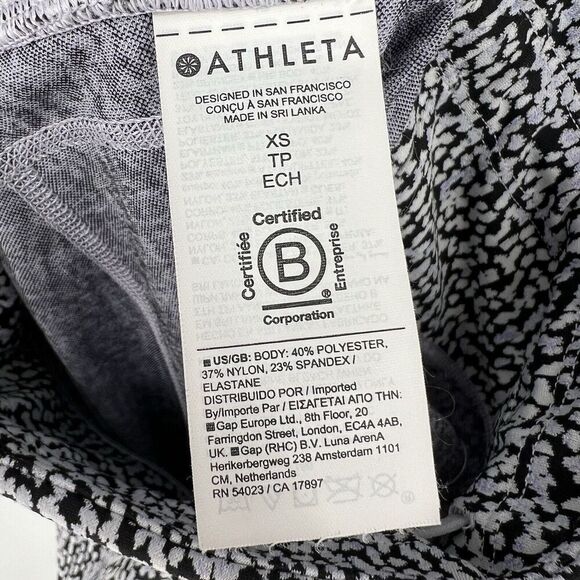 ATHLETA
DESIGNED IN SAN FRANCISCO
CONÇU À SAN FRANCISCO
MADE IN SRI LANKA
XS
TP
ECH
Certified
Certifiée
B
Entreprise
®
Corporation
US/GB: BODY: 40% POLYESTER,
37% NYLON, 23% SPANDEX /
ELASTANE
Distributed For / Imported
By/Importe Par / ΕΙΣΑΓΕΤΑΙ ΑΠΟ ΤΗΝ:
Gap Europe Ltd., 8th Floor, 20
Farringdon Street, London, EC4A 4AB,
UK. Gap (RHC) B.V. Luna ArenA
Herikerbergweg 238 Amsterdam 1101
CM, Netherlands
RN 54023 / CA 17897